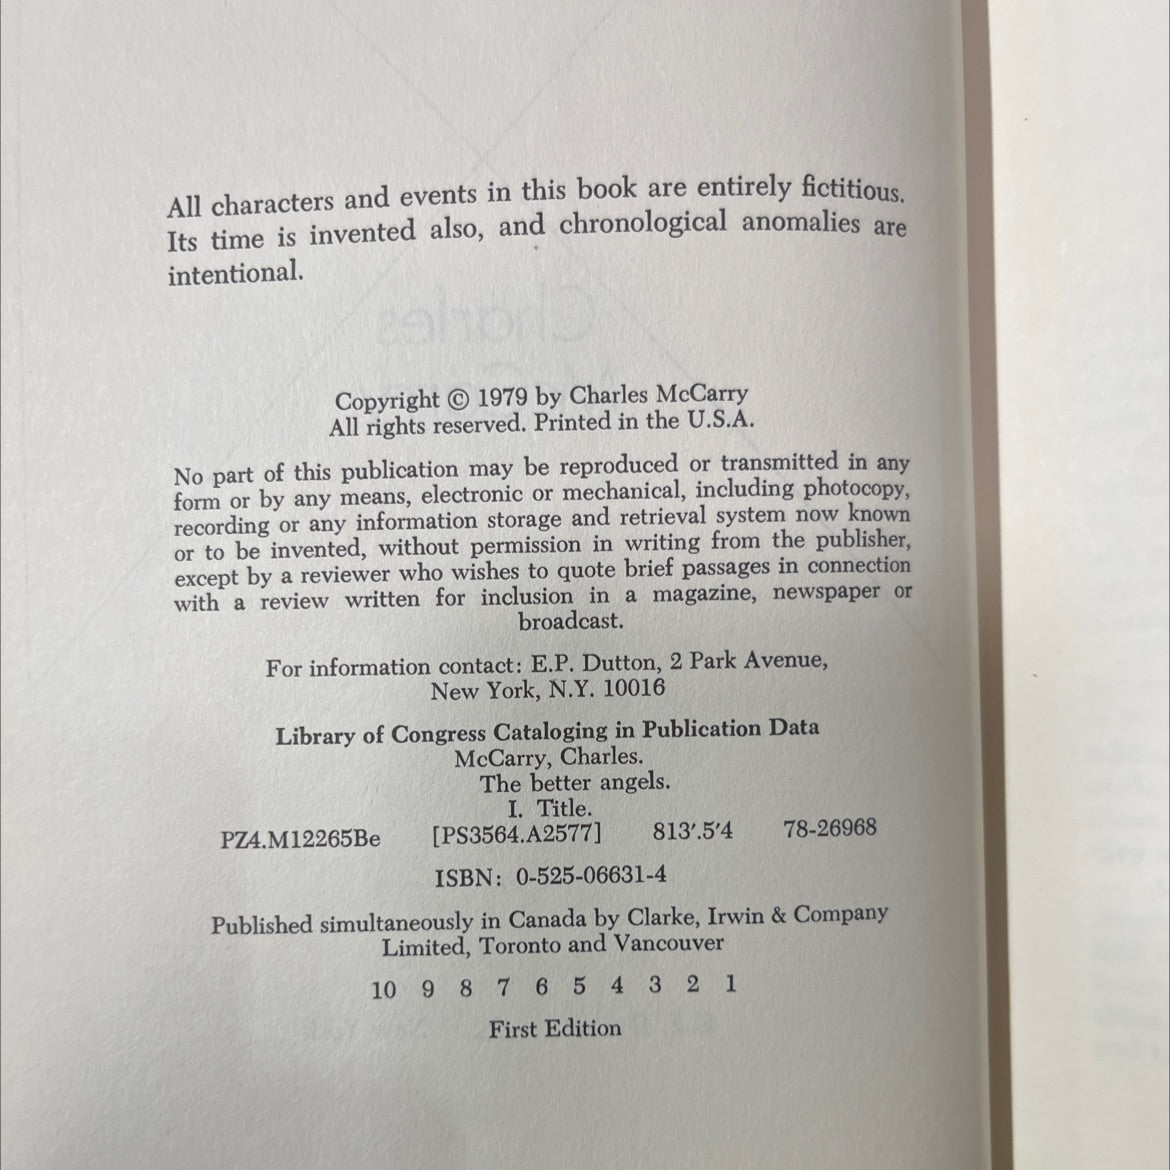 All characters and events in this book are entirely fictitious.
Its time is invented also, and chronological anomalies are
intentional.
Charles
Copyright © 1979 by Charles McCarry
All rights reserved. Printed in the U.S.A.
No part of this publication may be reproduced or transmitted in any
form or by any means, electronic or mechanical, including photocopy,
recording or any information storage and retrieval system now known
or to be invented, without permission in writing from the publisher,
except by a reviewer who wishes to quote brief passages in connection
with a review written for inclusion in a magazine, newspaper or
broadcast.
For information contact: E.P. Dutton, 2 Park Avenue,
New York, N.Y. 10016
Library of Congress Cataloging in Publication Data
McCarry, Charles.
The better angels.
I. Title.
PZ4.M12265Be [PS3564.A2577] 813′.5′4 78-26968
ISBN: 0-525-06631-4
Published simultaneously in Canada by Clarke, Irwin & Company
Limited, Toronto and Vancouver
10 9 8 7 6 5 4 3 2 1
First Edition